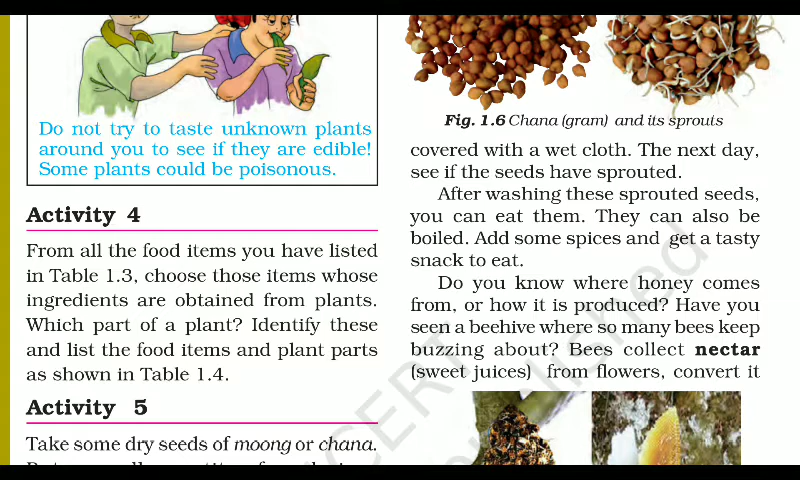 Do not try to taste unknown plants
around you to see if they are edible!
Some plants could be poisonous.
Activity 4
From all the food items you have listed
in Table 1.3, choose those items whose
ingredients are obtained from plants.
Which part of a plant? Identify these
and list the food items and plant parts
as shown in Table 1.4.
Activity 5
Take some dry seeds of moong or chana.
Fig. 1.6 Chana (gram) and its sprouts
covered with a wet cloth. The next day,
see if the seeds have sprouted.
After washing these sprouted seeds,
you can eat them. They can also be
boiled. Add some spices and get a tasty
snack to eat.
Do you know where honey comes
from, or how it is produced? Have you
seen a beehive where so many bees keep
buzzing about? Bees collect nectar
(sweet juices) from flowers, convert it